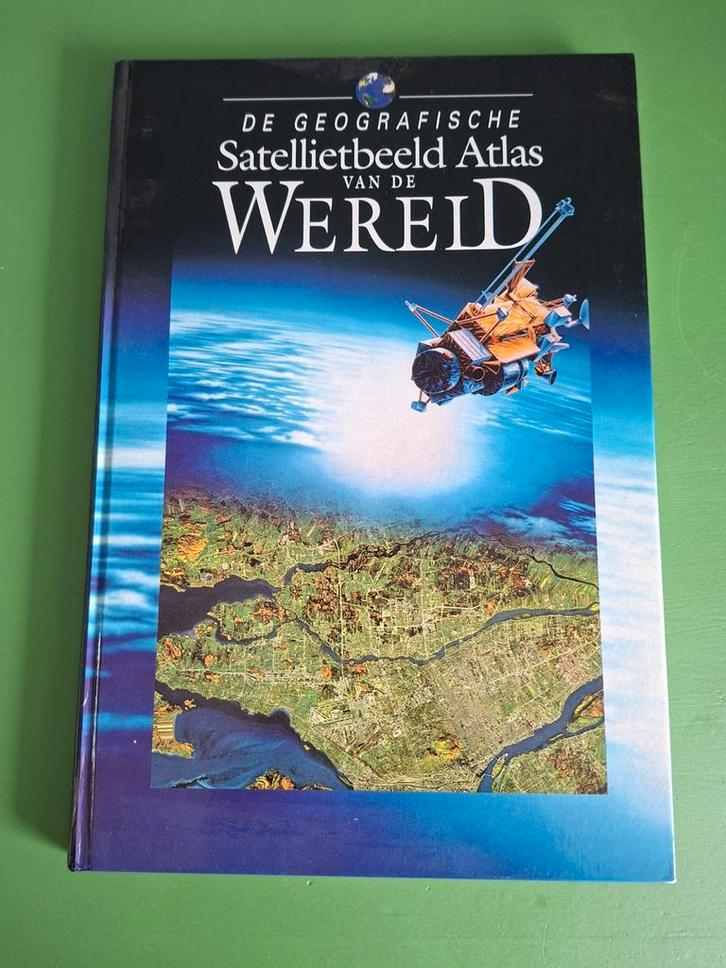 DE GEOGRAFISCHE
Satellietbeeld Atlas
VAN DE
WERELD